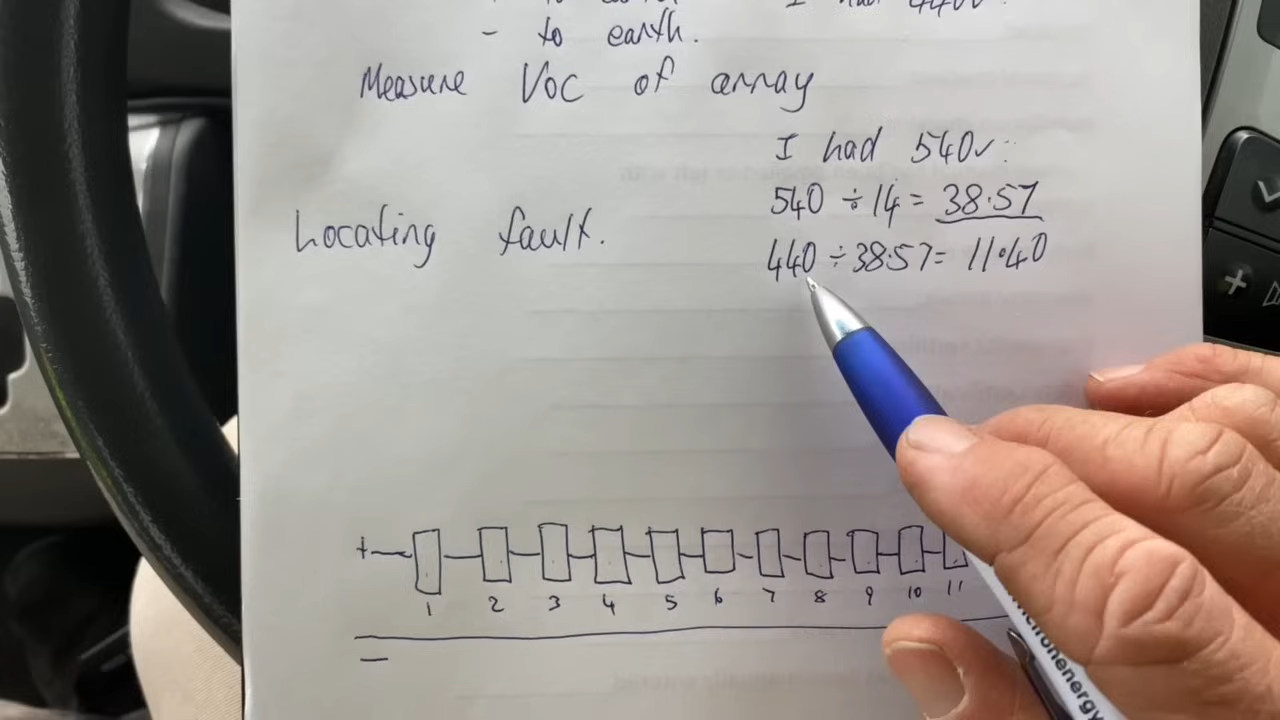 I had 440v.
- to earth.
Measure Voc of array
I had 540v:
540 ÷ 14 = 38.57
Locating fault.
440 ÷ 38.57 = 11.40
+
1 2 3 4 5 6 7 8 9 10 11
-